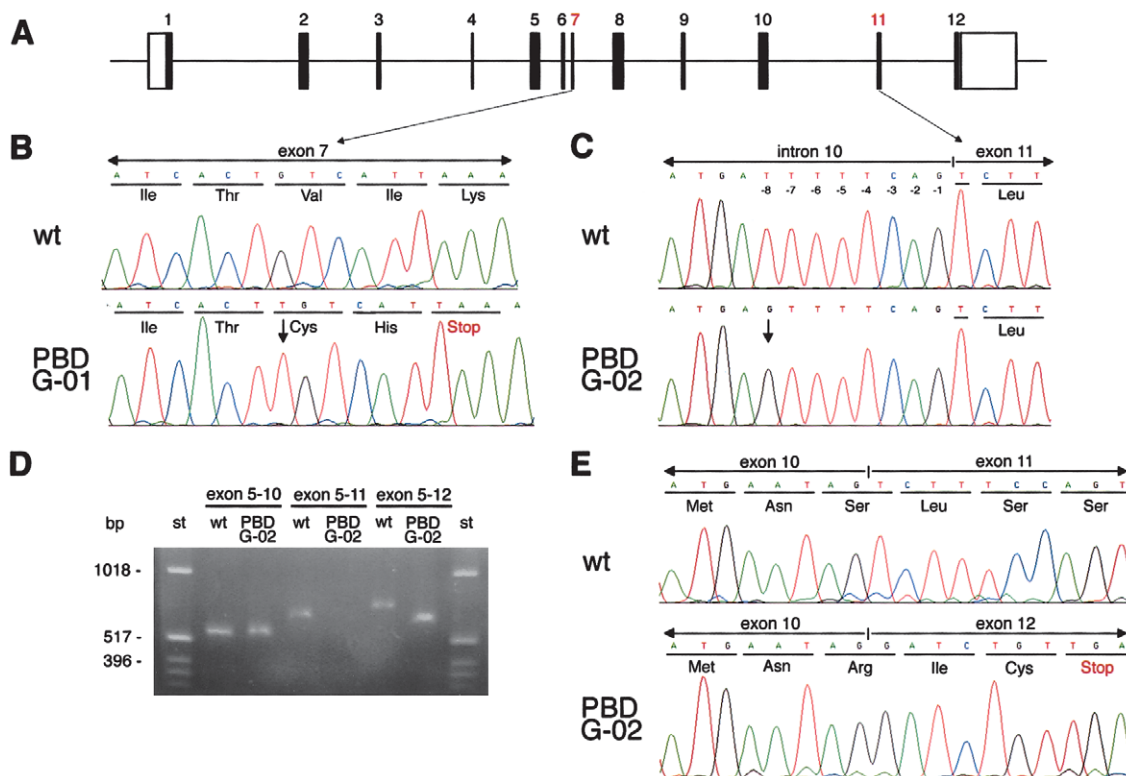 A
1 2 3 4 5 6 7 8 9 10 11 12
B
exon 7
A T C A C T G T C A T T A A A
Ile Thr Val Ile Lys
wt
A T C A C T T G T C A T T A A A
Ile Thr Cys His Stop
PBD
G-01
C
intron 10 exon 11
A T G A T T T T T C A G T C T T
-8 -7 -6 -5 -4 -3 -2 -1 Leu
wt
A T G A G T T T T C A G T C T T
Leu
PBD
G-02
D
exon 5-10 exon 5-11 exon 5-12
bp st wt PBD G-02 wt PBD G-02 wt PBD G-02 st
1018 -
517 -
396 -
E
exon 10 exon 11
A T G A A T A G T C T T T C C A G T
Met Asn Ser Leu Ser Ser
wt
exon 10 exon 12
A T G A A T A G G A T C T G T T G A
Met Asn Arg Ile Cys Stop
PBD
G-02